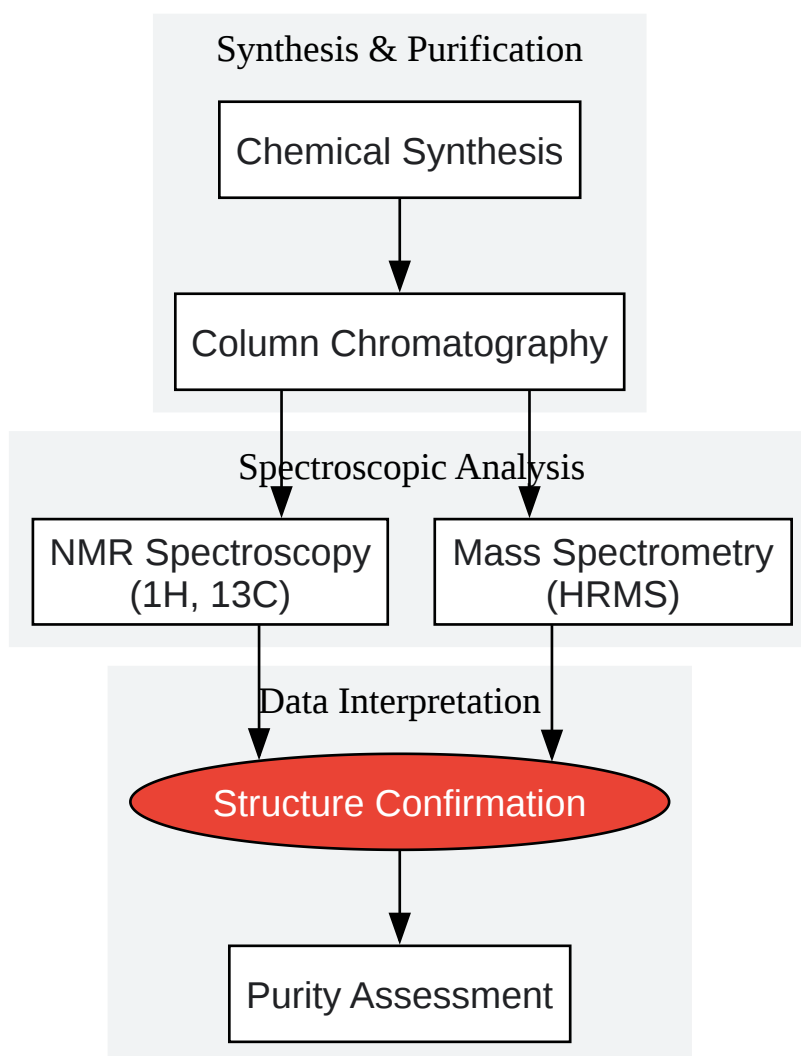 Synthesis & Purification
Chemical Synthesis
Column Chromatography
Spectroscopic Analysis
NMR Spectroscopy
(1H, 13C)
Mass Spectrometry
(HRMS)
Data Interpretation
Structure Confirmation
Purity Assessment